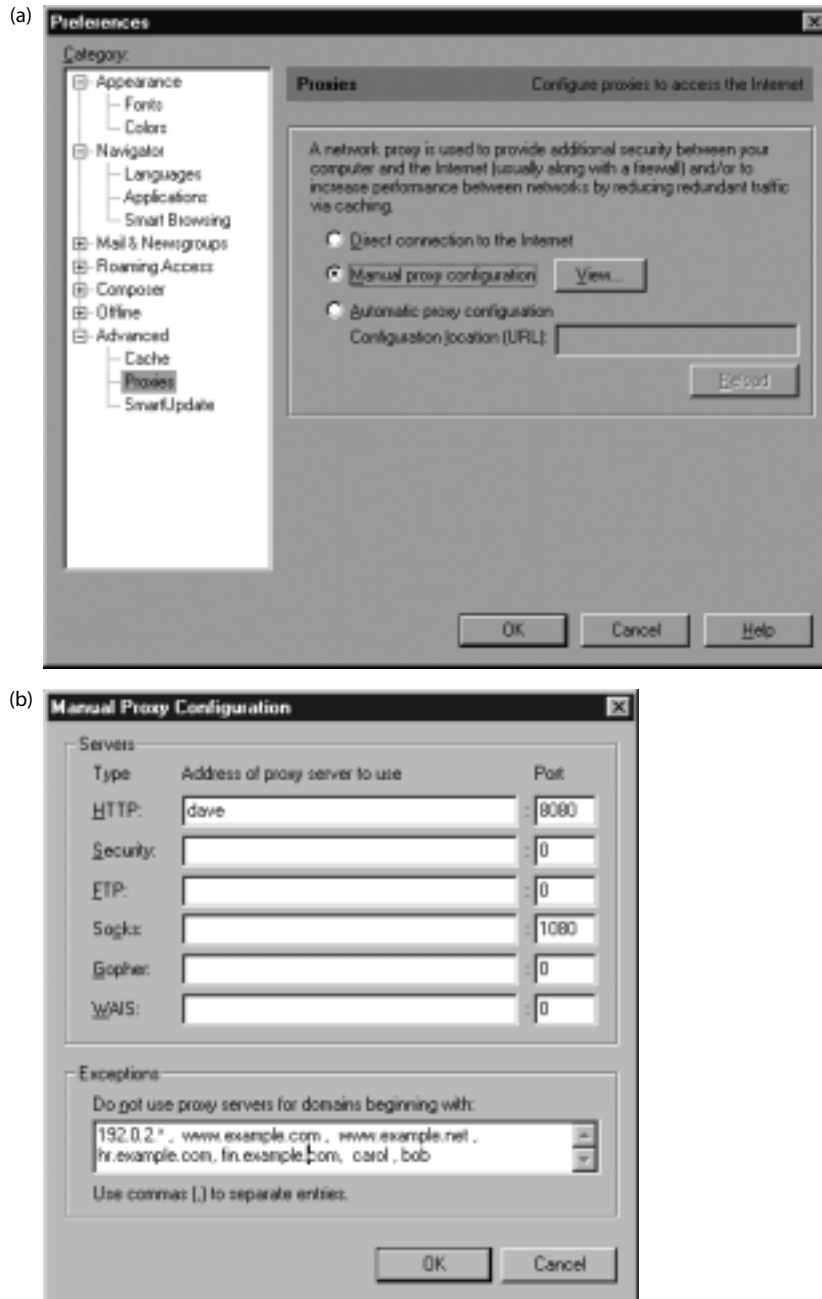 (a)
Preferences
Category:
Appearance
Fonts
Colors
Navigator
Languages
Applications
Smart Browsing
Mail & Newsgroups
Roaming Access
Composer
Offline
Advanced
Cache
Proxies
SmartUpdate
Proxies Configure proxies to access the Internet
A network proxy is used to provide additional security between your
computer and the Internet (usually along with a firewall) and/or to
increase performance between networks by reducing redundant traffic
via caching.
Direct connection to the Internet
Manual proxy configuration View...
Automatic proxy configuration
Configuration location (URL):
Reload
OK Cancel Help
(b)
Manual Proxy Configuration
Servers
Type Address of proxy server to use Port
HTTP: dave : 8080
Security: : 0
FTP: : 0
Socks: : 1080
Gopher: : 0
WAIS: : 0
Exceptions
Do not use proxy servers for domains beginning with:
192.0.2.* , www.example.com , www.example.net ,
hr.example.com, fin.example.com, carol , bob
Use commas (,) to separate entries.
OK Cancel